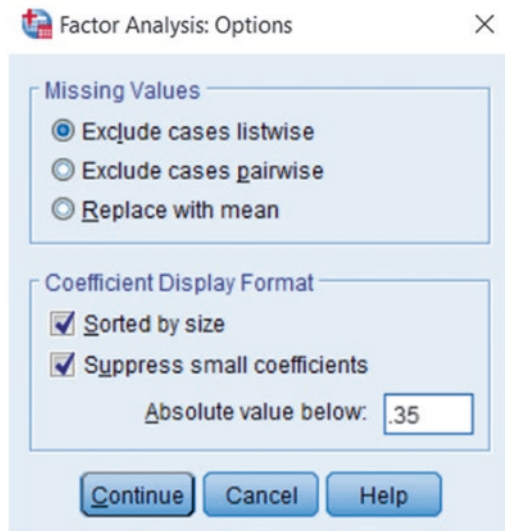 Factor Analysis: Options
Missing Values
Exclude cases listwise
Exclude cases pairwise
Replace with mean
Coefficient Display Format
Sorted by size
Suppress small coefficients
Absolute value below: .35
Continue Cancel Help